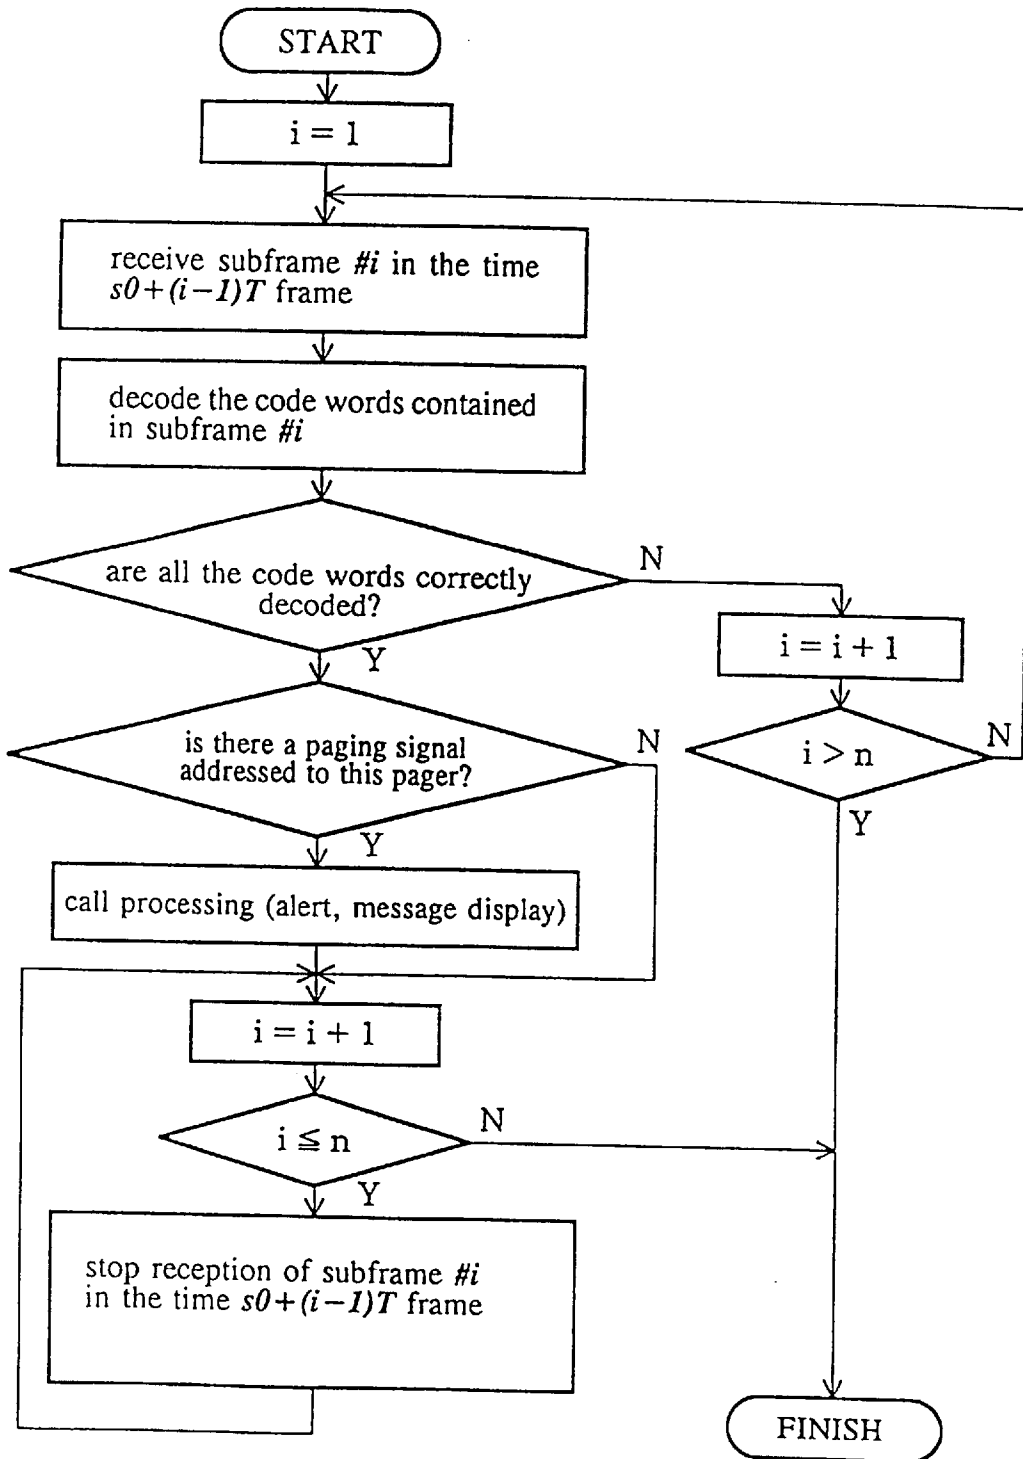 START
i = 1
receive subframe #i in the time
s0+(i−1)T frame
decode the code words contained
in subframe #i
are all the code words correctly
decoded?
N
Y
i = i + 1
i > n
N
Y
is there a paging signal
addressed to this pager?
N
Y
call processing (alert, message display)
i = i + 1
i ≦ n
N
Y
stop reception of subframe #i
in the time s0+(i−1)T frame
FINISH